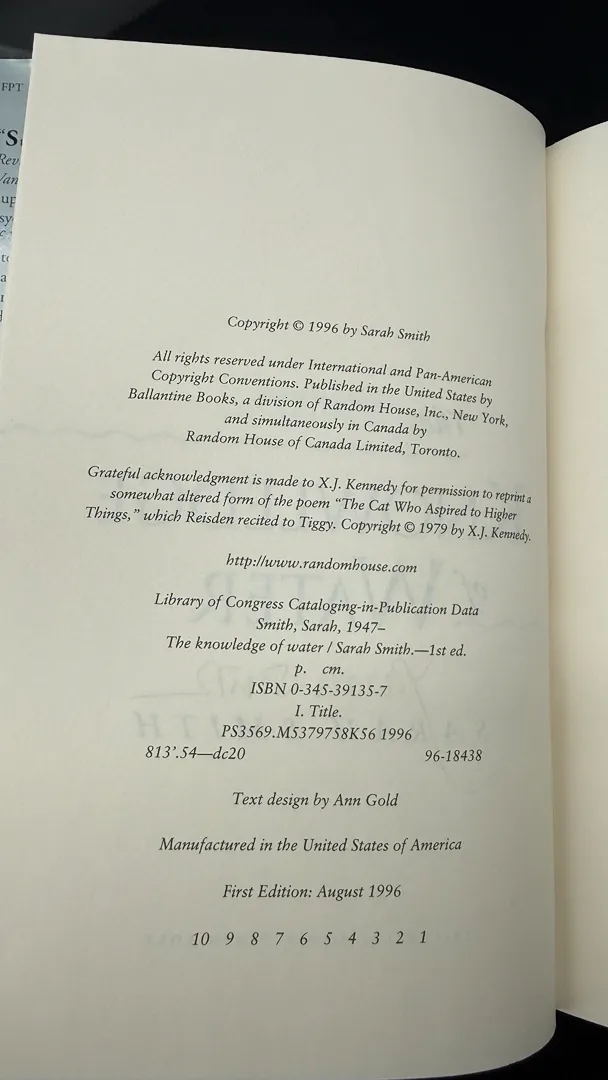 FPT
"S
Rev
Van
up
sy
Copyright © 1996 by Sarah Smith
All rights reserved under International and Pan-American
Copyright Conventions. Published in the United States by
Ballantine Books, a division of Random House, Inc., New York,
and simultaneously in Canada by
Random House of Canada Limited, Toronto.
Grateful acknowledgment is made to X.J. Kennedy for permission to reprint a
somewhat altered form of the poem "The Cat Who Aspired to Higher
Things," which Reisden recited to Tiggy. Copyright © 1979 by X.J. Kennedy.
http://www.randomhouse.com
Library of Congress Cataloging-in-Publication Data
Smith, Sarah, 1947–
The knowledge of water / Sarah Smith.—1st ed.
p. cm.
ISBN 0-345-39135-7
I. Title.
PS3569.M5379758K56 1996
813'.54—dc20 96-18438
Text design by Ann Gold
Manufactured in the United States of America
First Edition: August 1996
10 9 8 7 6 5 4 3 2 1